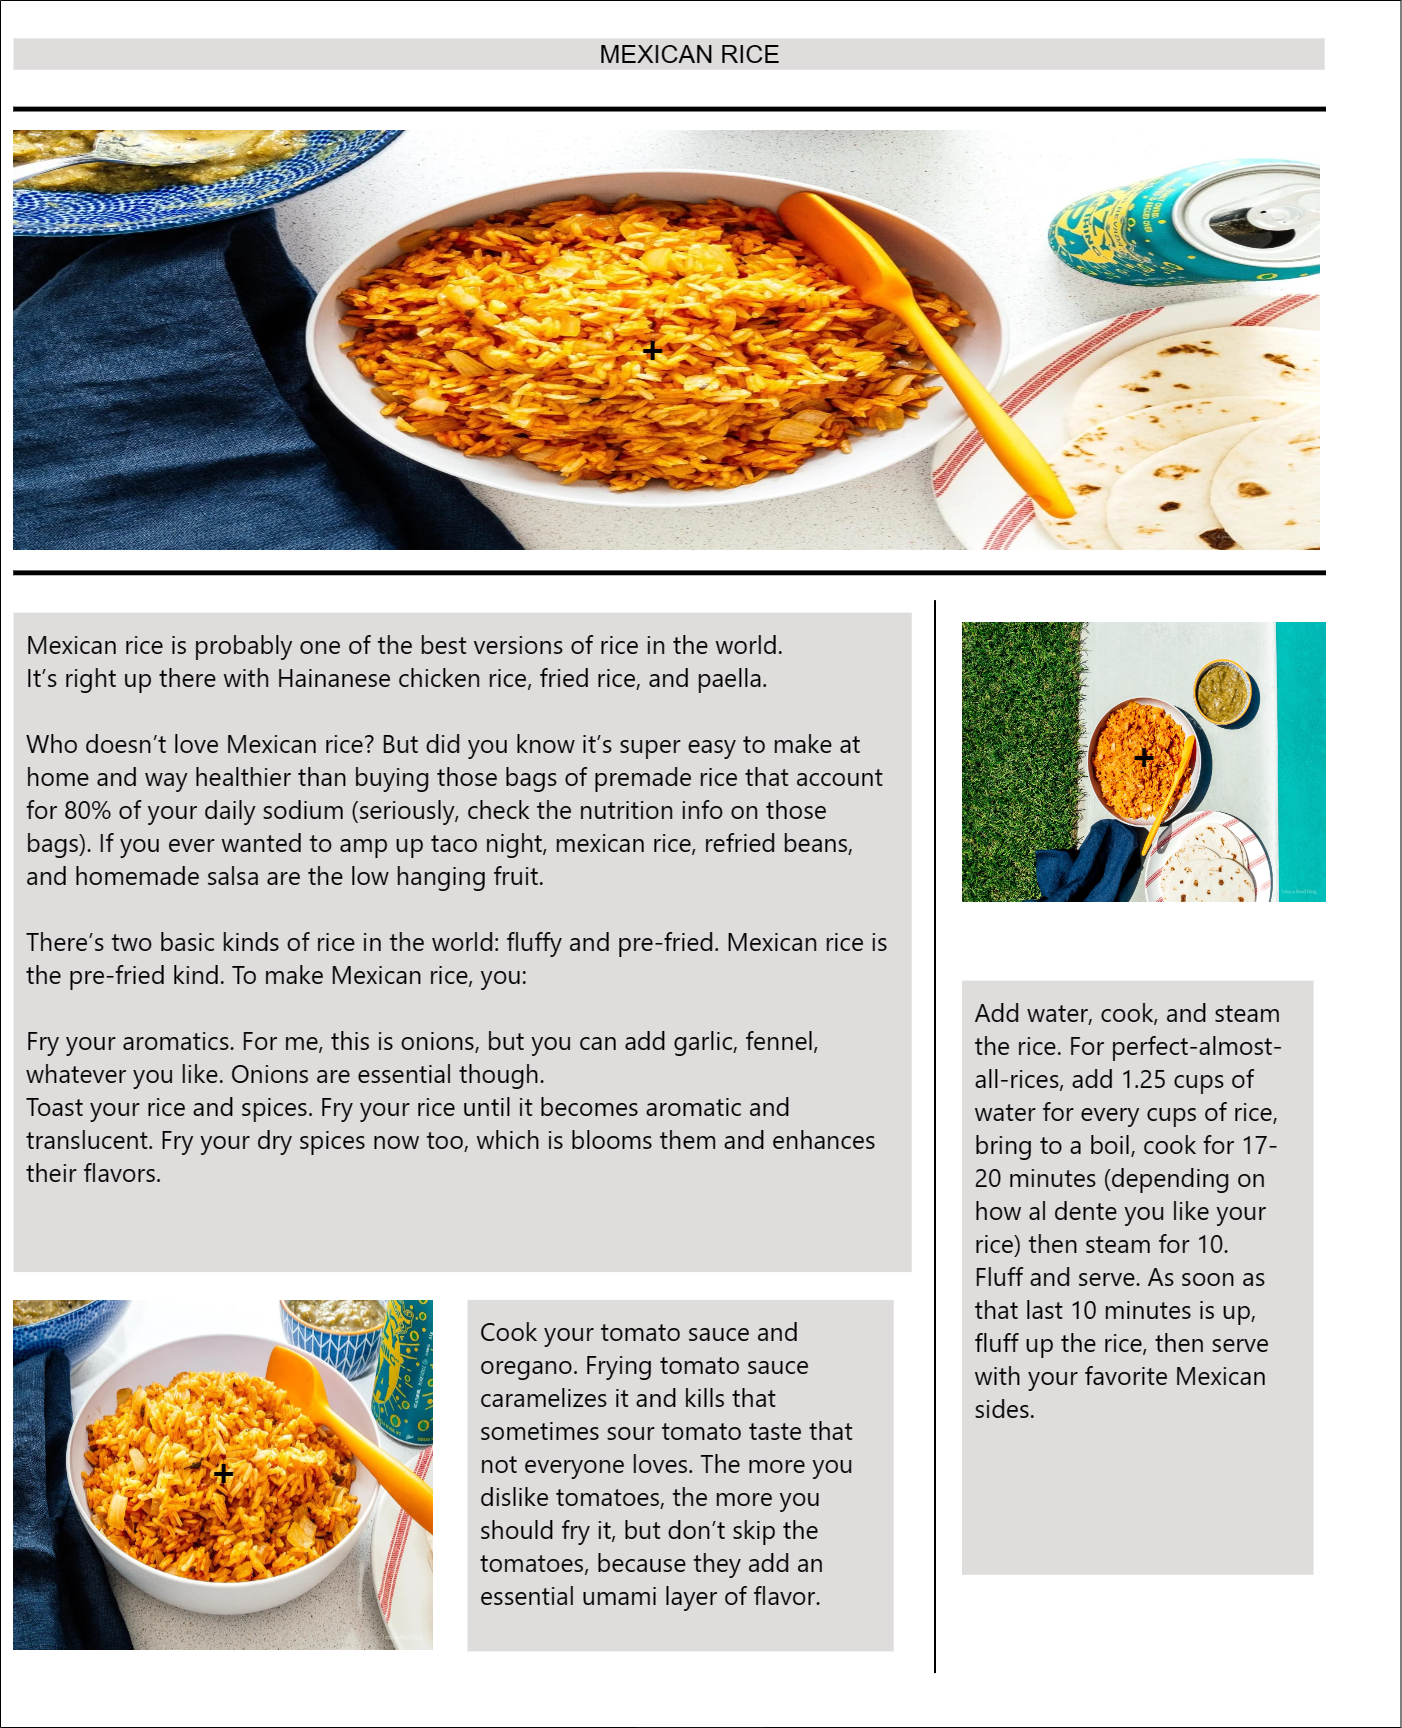 MEXICAN RICE
Mexican rice is probably one of the best versions of rice in the world.
It’s right up there with Hainanese chicken rice, fried rice, and paella.
Who doesn’t love Mexican rice? But did you know it’s super easy to make at
home and way healthier than buying those bags of premade rice that account
for 80% of your daily sodium (seriously, check the nutrition info on those
bags). If you ever wanted to amp up taco night, mexican rice, refried beans,
and homemade salsa are the low hanging fruit.
There’s two basic kinds of rice in the world: fluffy and pre-fried. Mexican rice is
the pre-fried kind. To make Mexican rice, you:
Fry your aromatics. For me, this is onions, but you can add garlic, fennel,
whatever you like. Onions are essential though.
Toast your rice and spices. Fry your rice until it becomes aromatic and
translucent. Fry your dry spices now too, which is blooms them and enhances
their flavors.
Cook your tomato sauce and
oregano. Frying tomato sauce
caramelizes it and kills that
sometimes sour tomato taste that
not everyone loves. The more you
dislike tomatoes, the more you
should fry it, but don’t skip the
tomatoes, because they add an
essential umami layer of flavor.
Add water, cook, and steam
the rice. For perfect-almost-
all-rices, add 1.25 cups of
water for every cups of rice,
bring to a boil, cook for 17-
20 minutes (depending on
how al dente you like your
rice) then steam for 10.
Fluff and serve. As soon as
that last 10 minutes is up,
fluff up the rice, then serve
with your favorite Mexican
sides.